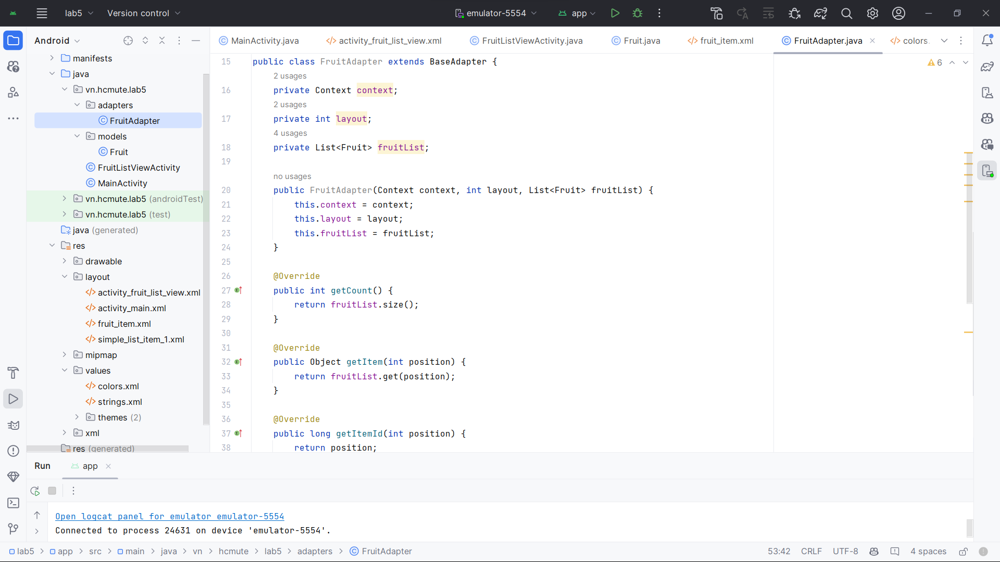 lab5 Version control emulator-5554 app
Android
MainActivity.java activity_fruit_list_view.xml FruitListViewActivity.java Fruit.java fruit_item.xml FruitAdapter.java colors.
manifests
java
vn.hcmute.lab5
adapters
FruitAdapter
models
Fruit
FruitListViewActivity
MainActivity
vn.hcmute.lab5 (androidTest)
vn.hcmute.lab5 (test)
java (generated)
res
drawable
layout
activity_fruit_list_view.xml
activity_main.xml
fruit_item.xml
simple_list_item_1.xml
mipmap
values
colors.xml
strings.xml
themes (2)
xml
res (generated)
6
15 public class FruitAdapter extends BaseAdapter {
2 usages
16 private Context context;
2 usages
17 private int layout;
4 usages
18 private List<Fruit> fruitList;
19
no usages
20 public FruitAdapter(Context context, int layout, List<Fruit> fruitList) {
21 this.context = context;
22 this.layout = layout;
23 this.fruitList = fruitList;
24 }
25
26 @Override
27 public int getCount() {
28 return fruitList.size();
29 }
30
31 @Override
32 public Object getItem(int position) {
33 return fruitList.get(position);
34 }
35
36 @Override
37 public long getItemId(int position) {
38 return position;
Run app
Open logcat panel for emulator emulator-5554
Connected to process 24631 on device 'emulator-5554'.
lab5 > app > src > main > java > vn > hcmute > lab5 > adapters > FruitAdapter
53:42 CRLF UTF-8 4 spaces